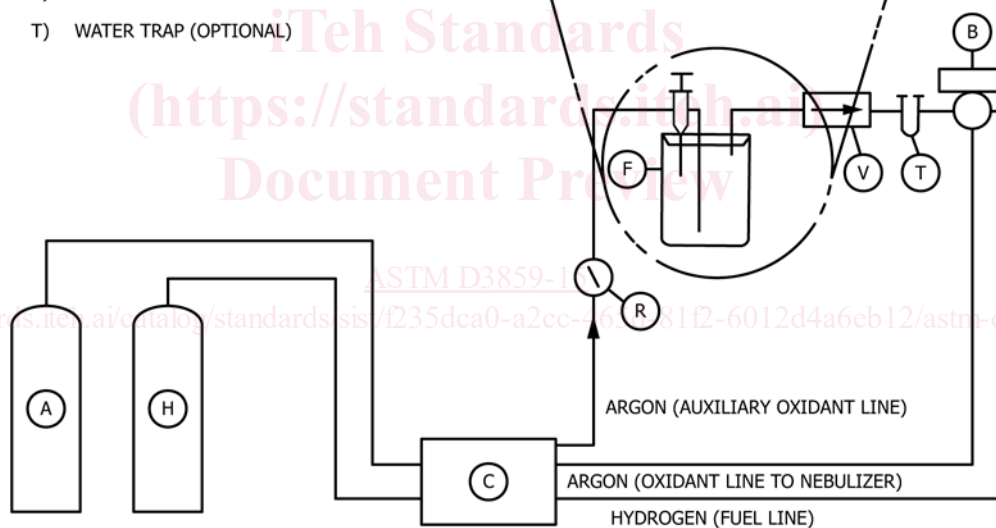 T) WATER TRAP (OPTIONAL)
iTeh Standards
(https://standards.iteh.ai)
Document Preview
B
F
V
T
ASTM D3859-15
R
A
H
ARGON (AUXILIARY OXIDANT LINE)
C
ARGON (OXIDANT LINE TO NEBULIZER)
HYDROGEN (FUEL LINE)